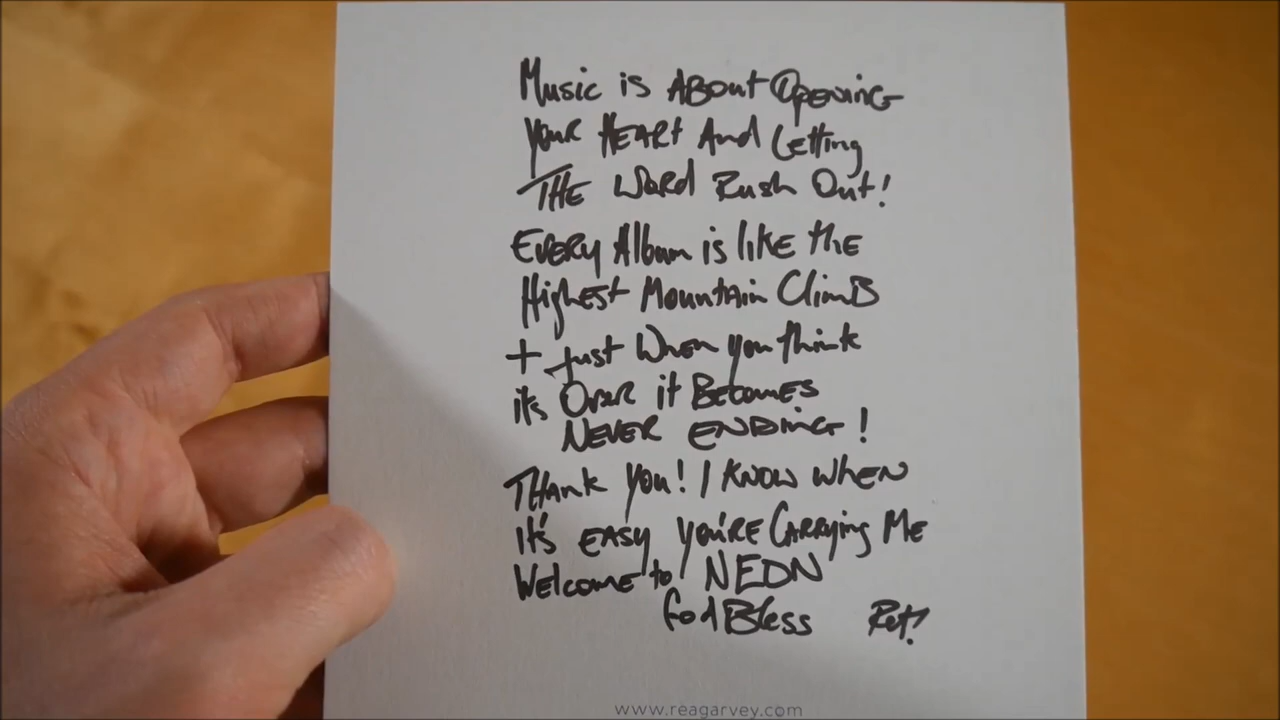 Music is About Opening
your Heart And Letting
THE Word Rush Out!
Every Album is like the
Highest Mountain Climb
+ just When you think
its Over it Becomes
NEVER ENDING!
THank you! I KNOW WHEN
It's EASY you're Carrying Me
Welcome to NEON
God Bless
www.reagarvey.com